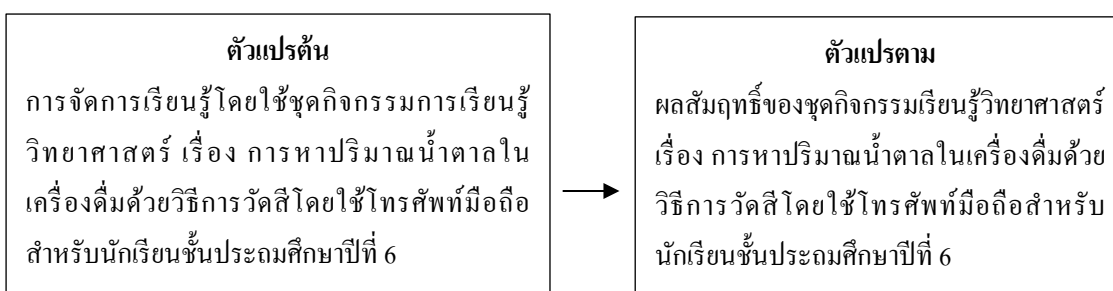 ตัวแปรต้น
การจัดการเรียนรู้โดยใช้ชุดกิจกรรมการเรียนรู้
วิทยาศาสตร์ เรื่อง การหาปริมาณน้ำตาลใน
เครื่องดื่มด้วยวิธีการวัดสีโดยใช้โทรศัพท์มือถือ
สำหรับนักเรียนชั้นประถมศึกษาปีที่ 6
ตัวแปรตาม
ผลสัมฤทธิ์ของชุดกิจกรรมเรียนรู้วิทยาศาสตร์
เรื่อง การหาปริมาณน้ำตาลในเครื่องดื่มด้วย
วิธีการวัดสีโดยใช้โทรศัพท์มือถือสำหรับ
นักเรียนชั้นประถมศึกษาปีที่ 6